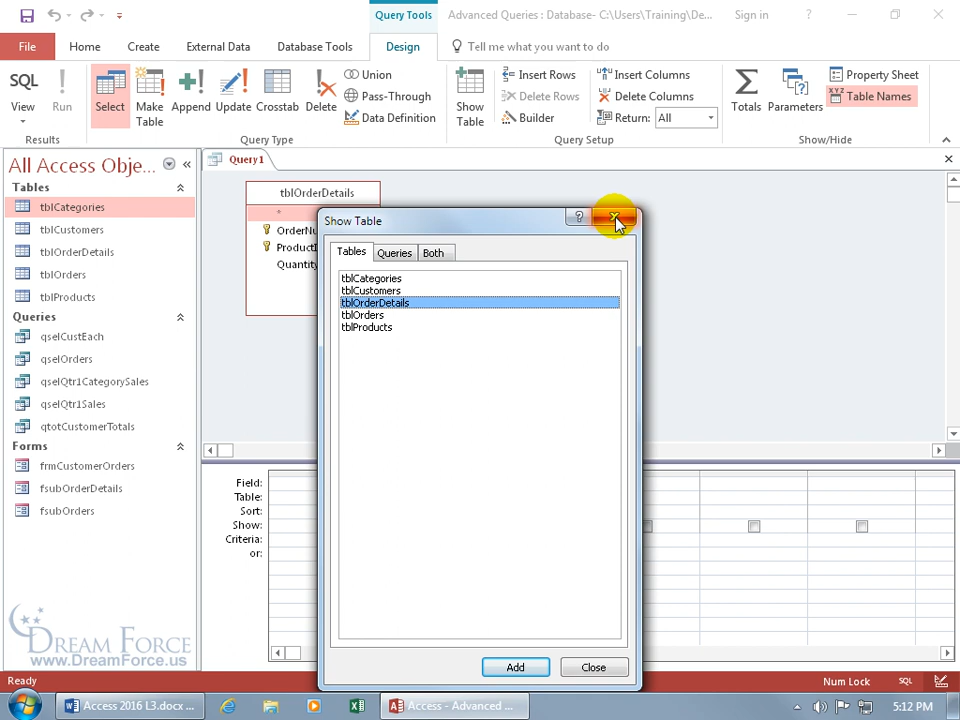 Query Tools
Advanced Queries : Database- C:\Users\Training\De...
Sign in
?
File
Home
Create
External Data
Database Tools
Design
Tell me what you want to do
SQL
View
Run
Select
Make Table
Append
Update
Crosstab
Delete
Union
Pass-Through
Data Definition
Show Table
Insert Rows
Delete Rows
Builder
Insert Columns
Delete Columns
Return: All
Totals
Parameters
Property Sheet
XYZ Table Names
Results
Query Type
Query Setup
Show/Hide
All Access Obje...
Tables
tblCategories
tblCustomers
tblOrderDetails
tblOrders
tblProducts
Queries
qselCustEach
qselOrders
qselQtr1CategorySales
qselQtr1Sales
qtotCustomerTotals
Forms
frmCustomerOrders
fsubOrderDetails
fsubOrders
Query1
tblOrderDetails
*
OrderNu
ProductI
Quantity
Show Table
?
Tables
Queries
Both
tblCategories
tblCustomers
tblOrderDetails
tblOrders
tblProducts
Add
Close
Field:
Table:
Sort:
Show:
Criteria:
or:
DREAM FORCE
www.DreamForce.us
Ready
Num Lock
SQL
Access 2016 L3.docx ...
Access - Advanced ...
5:12 PM